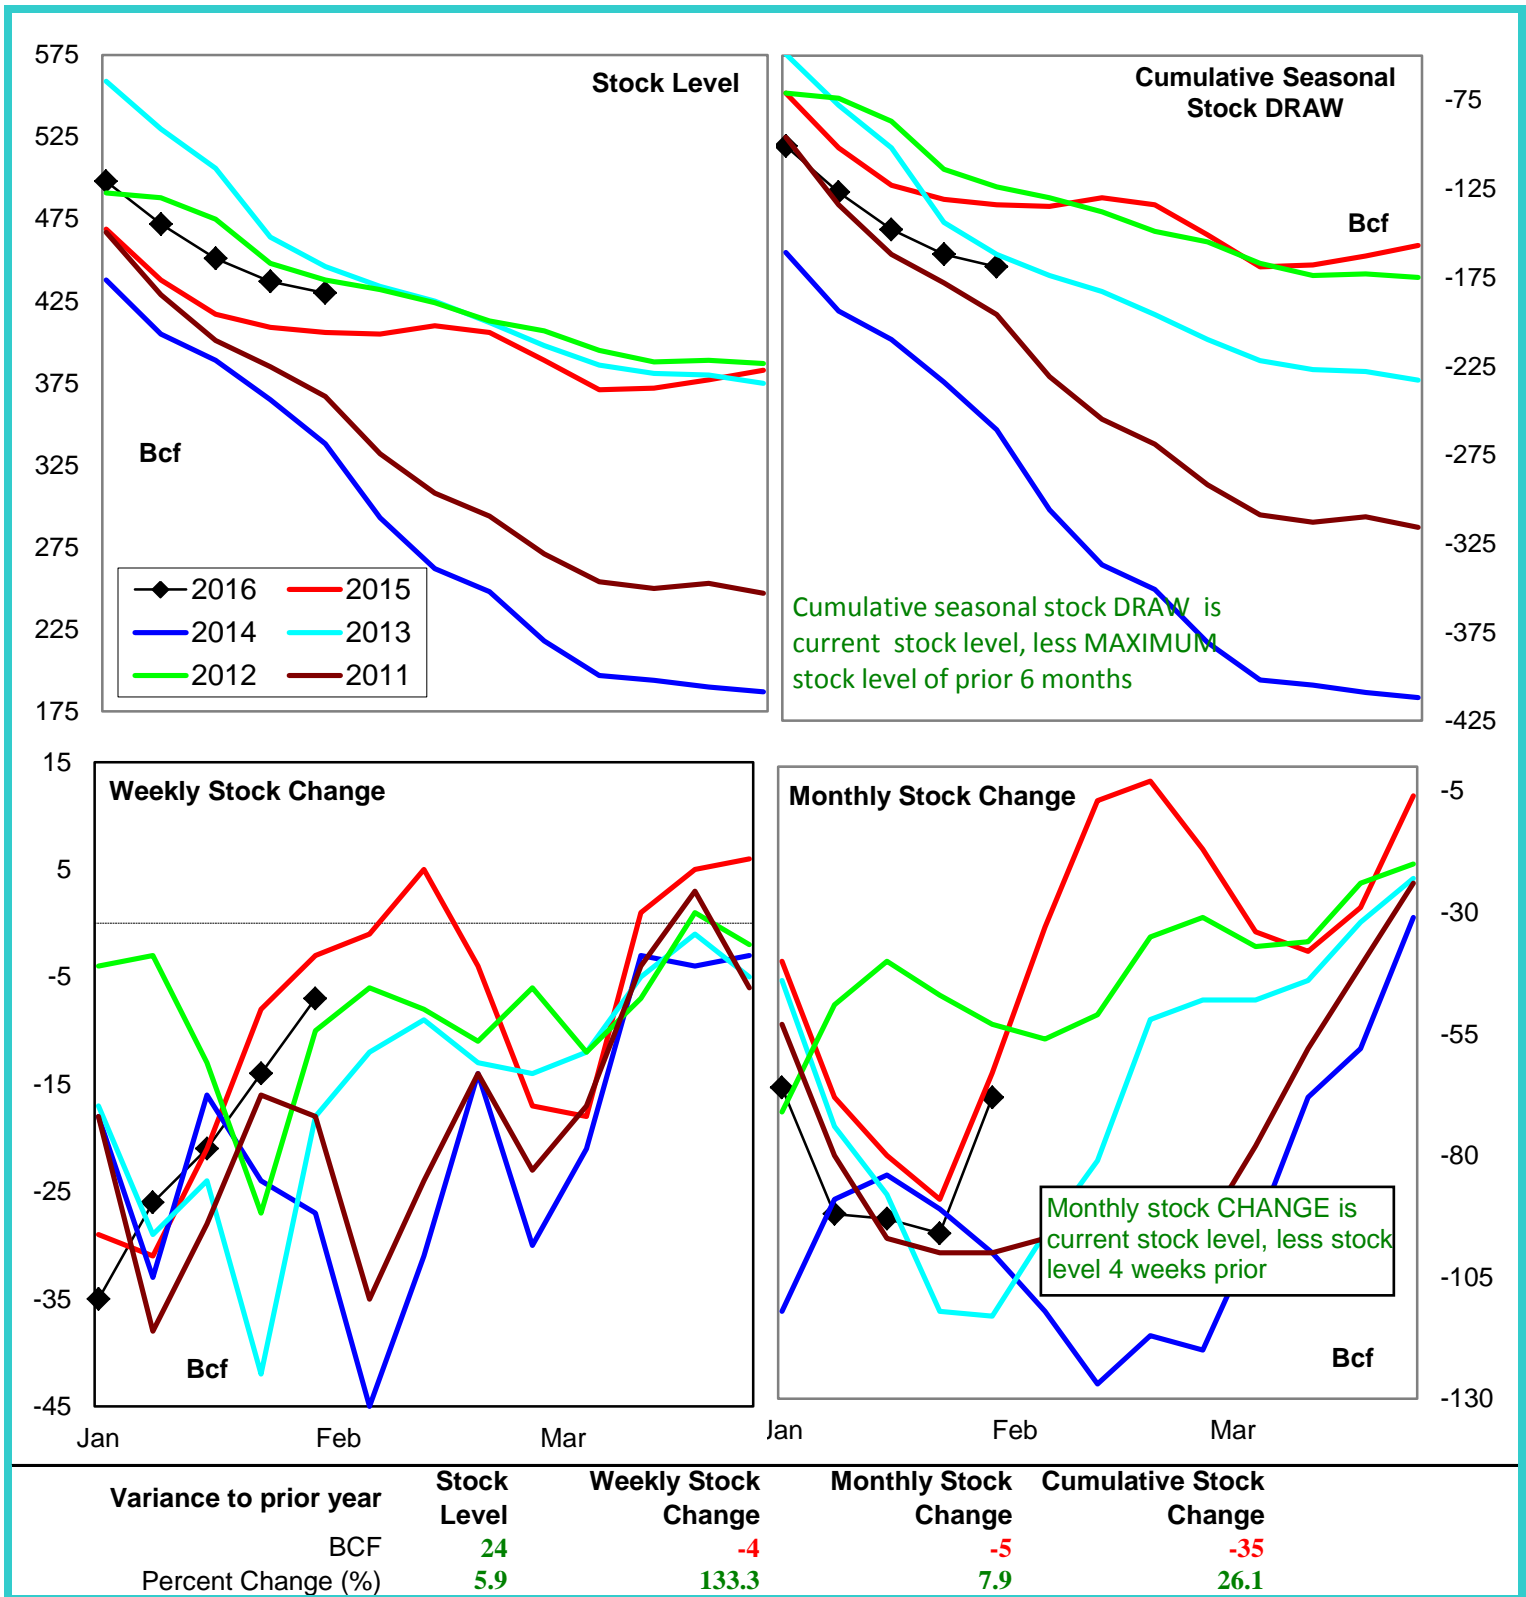 Stock Level
575
525
475
425
375
325
275
225
175
Bcf
2016
2015
2014
2013
2012
2011
Cumulative Seasonal
Stock DRAW
Bcf
-75
-125
-175
-225
-275
-325
-375
-425
Cumulative seasonal stock DRAW is
current stock level, less MAXIMUM
stock level of prior 6 months
Weekly Stock Change
15
5
-5
-15
-25
-35
-45
Bcf
Jan
Feb
Mar
Monthly Stock Change
-5
-30
-55
-80
-105
-130
Monthly stock CHANGE is
current stock level, less stock
level 4 weeks prior
Bcf
Jan
Feb
Mar
Variance to prior year
Stock
Level
Weekly Stock
Change
Monthly Stock
Change
Cumulative Stock
Change
BCF 24 -4 -5 -35
Percent Change (%) 5.9 133.3 7.9 26.1